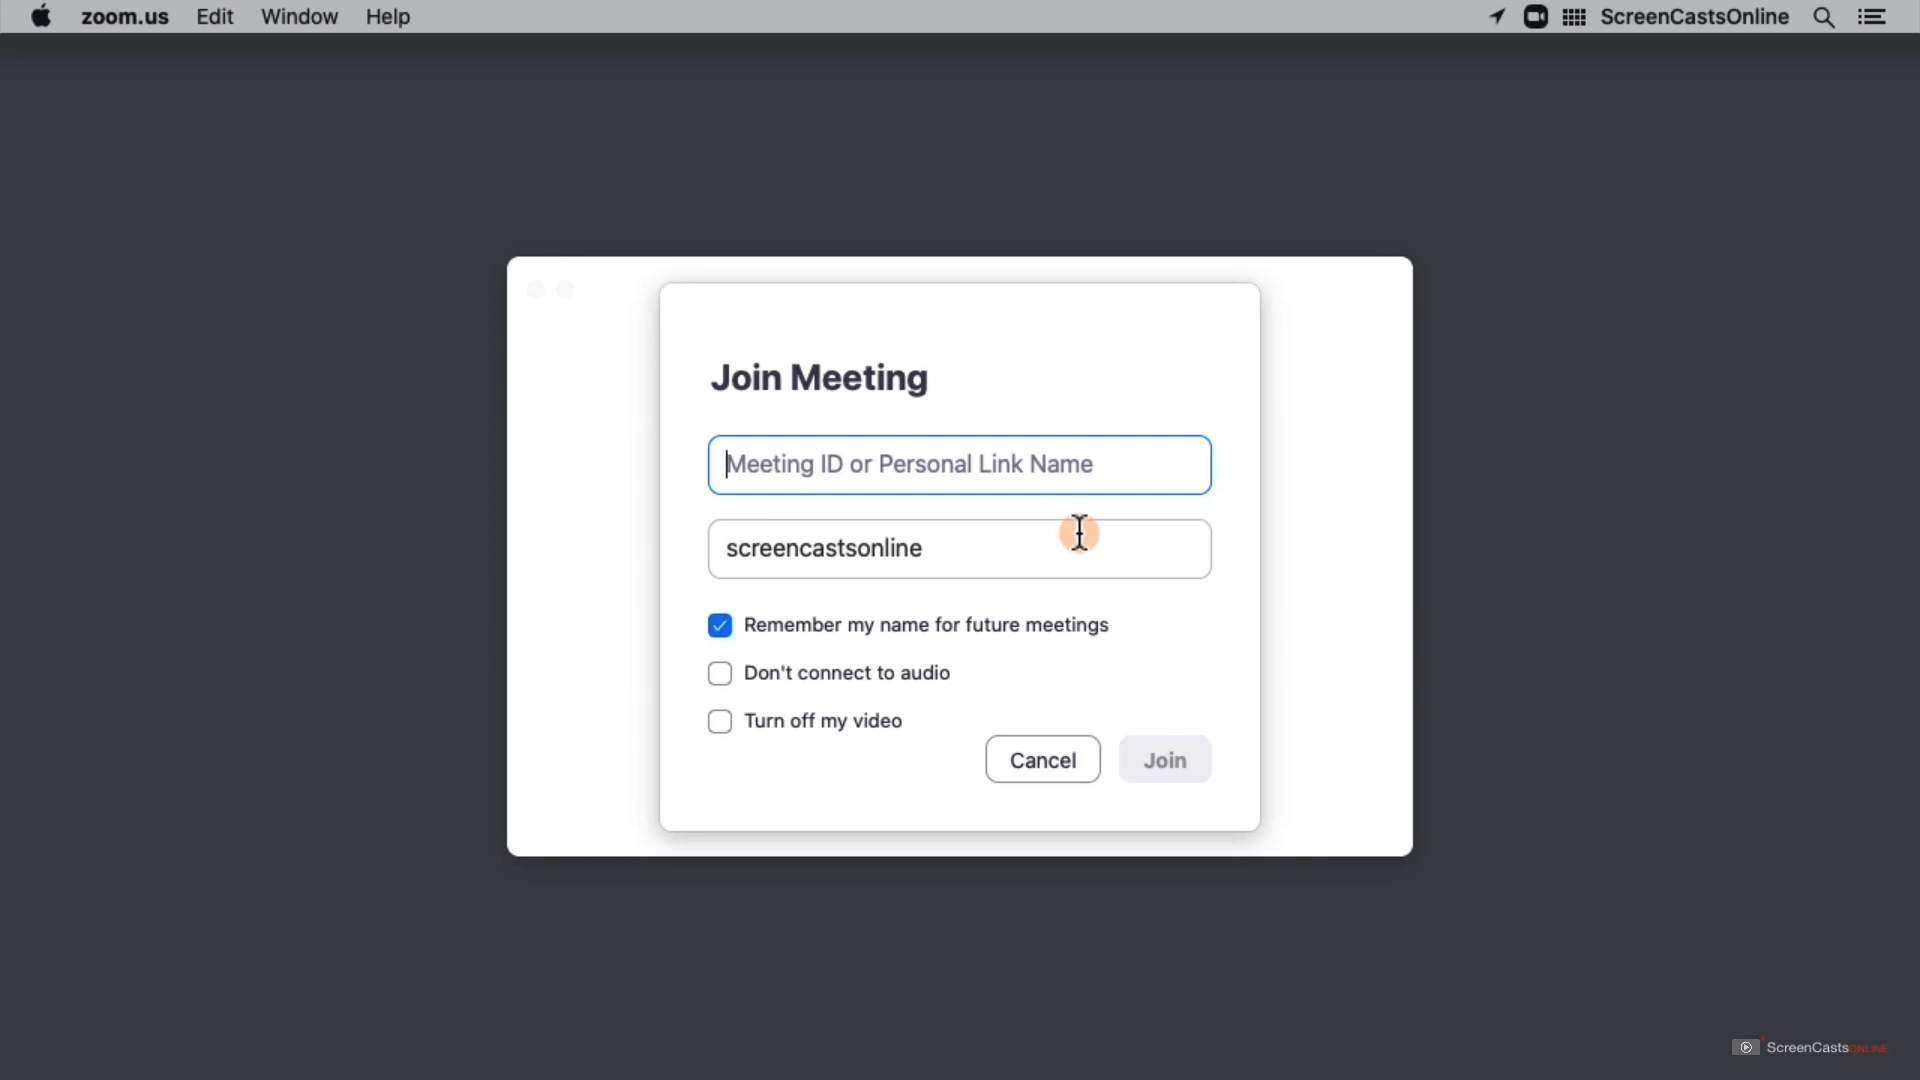 zoom.us Edit Window Help ScreenCastsOnline
Join Meeting
Meeting ID or Personal Link Name
screencastsonline
Remember my name for future meetings
Don't connect to audio
Turn off my video
Cancel Join
ScreenCastsONLINE